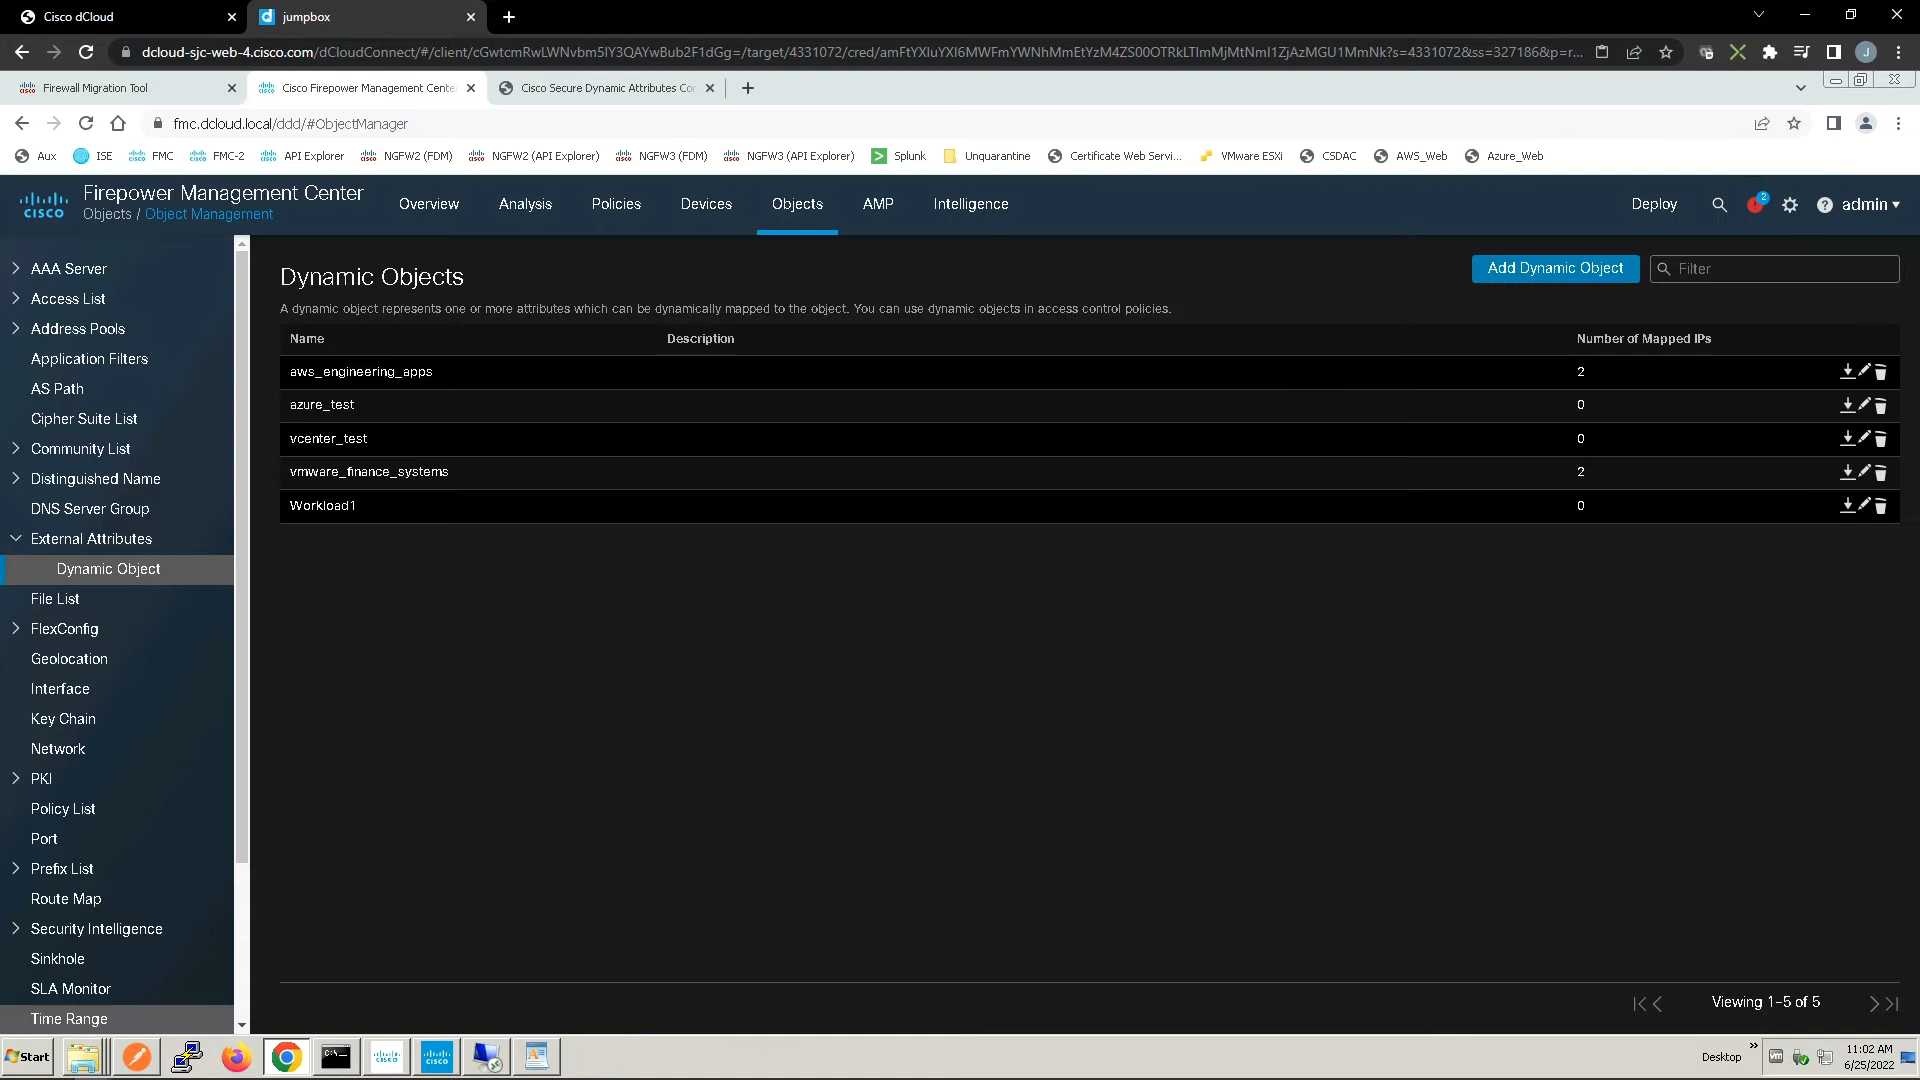 Cisco dCloud
jumpbox
dcloud-sjc-web-4.cisco.com/dCloudConnect/#/client/
Firewall Migration Tool
Cisco Firepower Management Cente
Cisco Secure Dynamic Attributes Cor
fmc.dcloud.local/ddd/#ObjectManager
Aux
ISE
FMC
FMC-2
API Explorer
NGFW2 (FDM)
NGFW2 (API Explorer)
NGFW3 (FDM)
NGFW3 (API Explorer)
Splunk
Unquarantine
Certificate Web Servi...
VMware ESXi
CSDAC
AWS_Web
Azure_Web
CISCO
Firepower Management Center
Objects / Object Management
Overview
Analysis
Policies
Devices
Objects
AMP
Intelligence
Deploy
2
admin
AAA Server
Access List
Address Pools
Application Filters
AS Path
Cipher Suite List
Community List
Distinguished Name
DNS Server Group
External Attributes
Dynamic Object
File List
FlexConfig
Geolocation
Interface
Key Chain
Network
PKI
Policy List
Port
Prefix List
Route Map
Security Intelligence
Sinkhole
SLA Monitor
Time Range
Dynamic Objects
Add Dynamic Object
Filter
A dynamic object represents one or more attributes which can be dynamically mapped to the object. You can use dynamic objects in access control policies.
Name Description Number of Mapped IPs
aws_engineering_apps 2
azure_test 0
vcenter_test 0
vmware_finance_systems 2
Workload1 0
Viewing 1-5 of 5
Start
Desktop
11:02 AM
6/25/2022